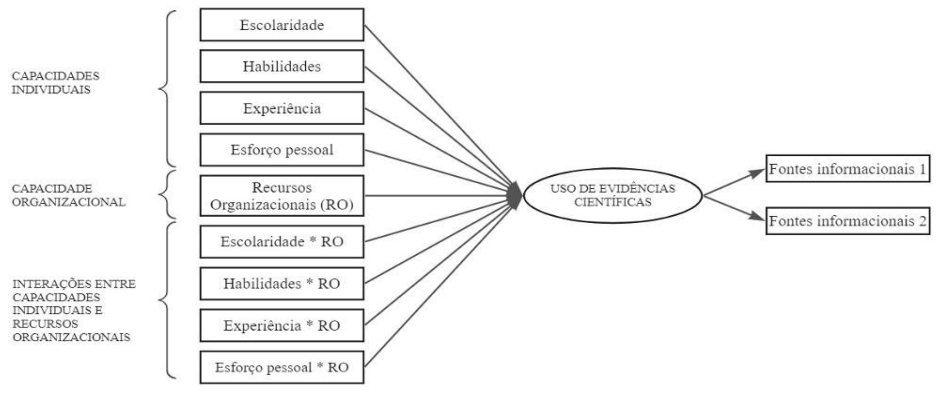 CAPACIDADES
INDIVIDUAIS
Escolaridade
Habilidades
Experiência
Esforço pessoal
CAPACIDADE
ORGANIZACIONAL
Recursos
Organizacionais (RO)
INTERAÇÕES ENTRE
CAPACIDADES
INDIVIDUAIS E
RECURSOS
ORGANIZACIONAIS
Escolaridade * RO
Habilidades * RO
Experiência * RO
Esforço pessoal * RO
USO DE EVIDÊNCIAS
CIENTÍFICAS
Fontes informacionais 1
Fontes informacionais 2